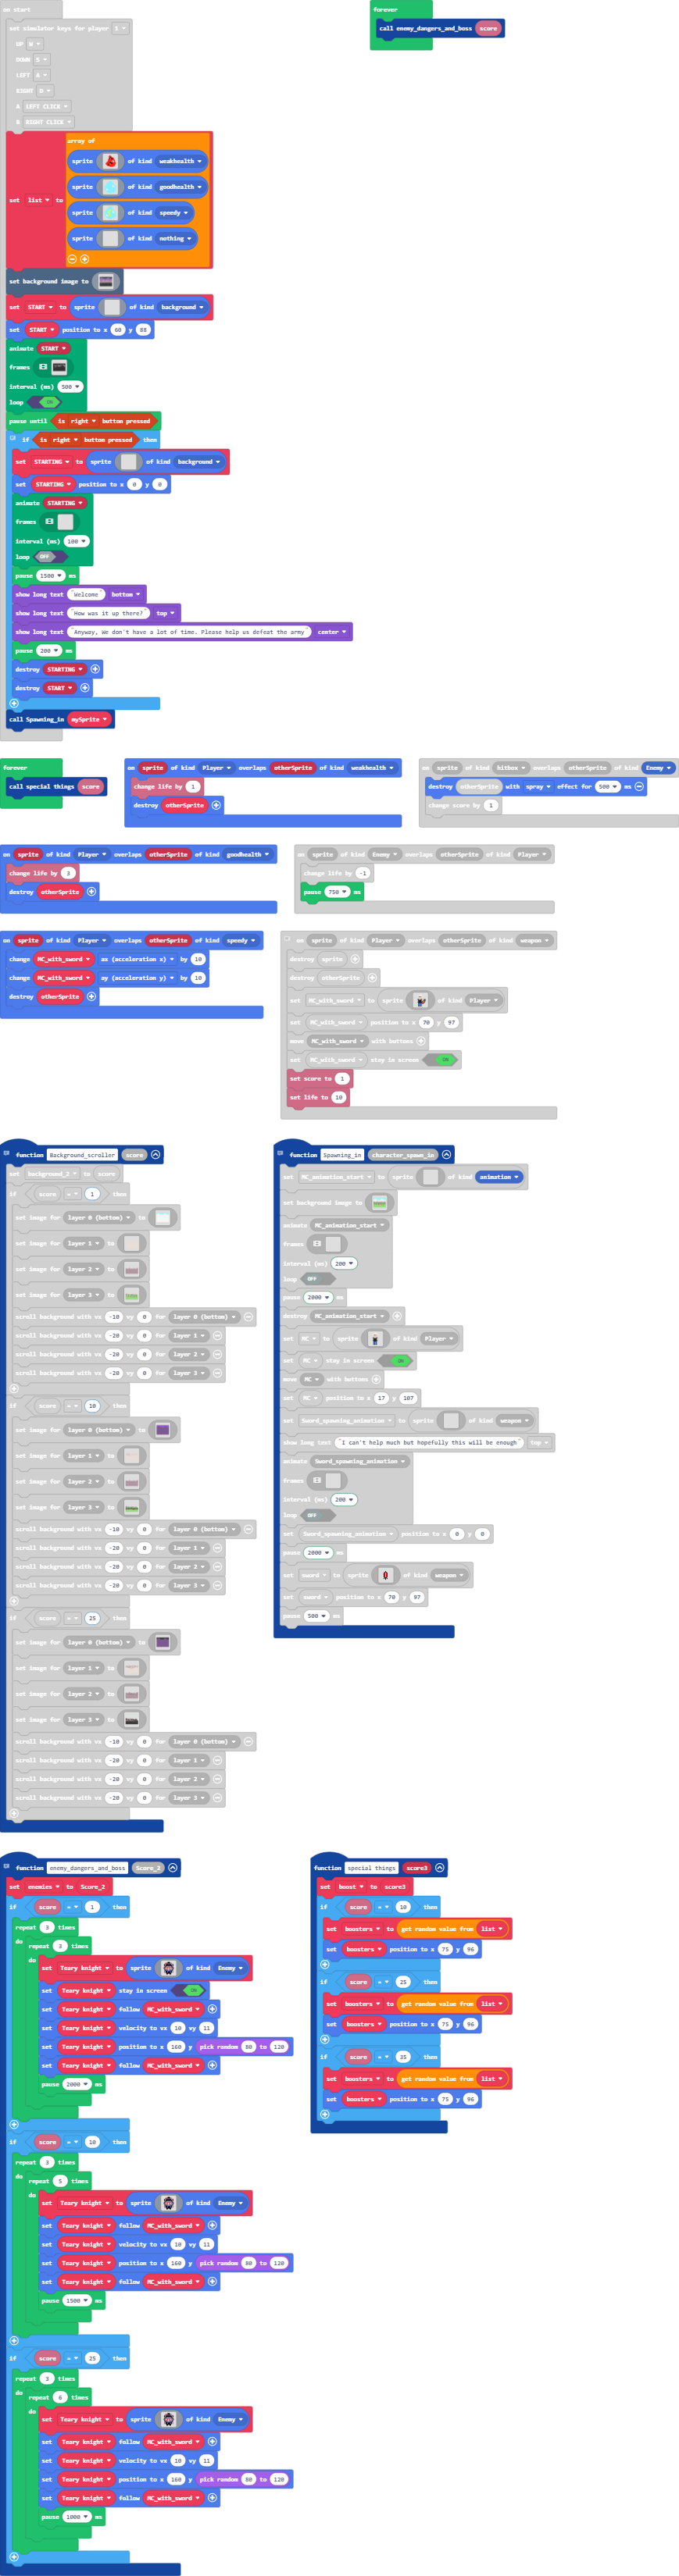 on start
set simulator keys for player 1
UP W
DOWN S
LEFT A
RIGHT D
A LEFT CLICK
B RIGHT CLICK
set list to array of
sprite of kind weakhealth
sprite of kind goodhealth
sprite of kind speedy
sprite of kind nothing
set background image to
set START to sprite of kind background
set START position to x 60 y 88
animate START
frames
interval (ms) 500
loop ON
pause until is right button pressed
if is right button pressed then
set STARTING to sprite of kind background
set STARTING position to x 0 y 0
animate STARTING
frames
interval (ms) 100
loop OFF
pause 1500 ms
show long text "Welcome" bottom
show long text "How was it up there?" top
show long text "Anyway, We don't have a lot of time. Please help us defeat the army" center
pause 200 ms
destroy STARTING
destroy START
call Spawning_in mySprite
forever
call enemy_dangers_and_boss score
forever
call special things score
on sprite of kind Player overlaps otherSprite of kind weakhealth
change life by 1
destroy otherSprite
on sprite of kind hitbox overlaps otherSprite of kind Enemy
destroy otherSprite with spray effect for 500 ms
change score by 1
on sprite of kind Player overlaps otherSprite of kind goodhealth
change life by 3
destroy otherSprite
on sprite of kind Enemy overlaps otherSprite of kind Player
change life by -1
pause 750 ms
on sprite of kind Player overlaps otherSprite of kind speedy
change MC_with_sword ax (acceleration x) by 10
change MC_with_sword ay (acceleration y) by 10
destroy otherSprite
on sprite of kind Player overlaps otherSprite of kind weapon
destroy sprite
destroy otherSprite
set MC_with_sword to sprite of kind Player
set MC_with_sword position to x 70 y 97
move MC_with_sword with buttons
set MC_with_sword stay in screen ON
set score to 1
set life to 10
function Background_scroller score
set background_2 to score
if score = 1 then
set image for layer 0 (bottom) to
set image for layer 1 to
set image for layer 2 to
set image for layer 3 to
scroll background with vx -10 vy 0 for layer 0 (bottom)
scroll background with vx -20 vy 0 for layer 1
scroll background with vx -20 vy 0 for layer 2
scroll background with vx -20 vy 0 for layer 3
if score = 10 then
set image for layer 0 (bottom) to
set image for layer 1 to
set image for layer 2 to
set image for layer 3 to
scroll background with vx -10 vy 0 for layer 0 (bottom)
scroll background with vx -20 vy 0 for layer 1
scroll background with vx -20 vy 0 for layer 2
scroll background with vx -20 vy 0 for layer 3
if score = 25 then
set image for layer 0 (bottom) to
set image for layer 1 to
set image for layer 2 to
set image for layer 3 to
scroll background with vx -10 vy 0 for layer 0 (bottom)
scroll background with vx -20 vy 0 for layer 1
scroll background with vx -20 vy 0 for layer 2
scroll background with vx -20 vy 0 for layer 3
function Spawning_in character_spawn_in
set MC_animation_start to sprite of kind animation
set background image to
animate MC_animation_start
frames
interval (ms) 200
loop OFF
pause 2000 ms
destroy MC_animation_start
set MC to sprite of kind Player
set MC stay in screen ON
move MC with buttons
set MC position to x 17 y 107
set Sword_spawning_animation to sprite of kind weapon
show long text "I can't help much but hopefully this will be enough" top
animate Sword_spawning_animation
frames
interval (ms) 200
loop OFF
set Sword_spawning_animation position to x 0 y 0
pause 2000 ms
set sword to sprite of kind weapon
set sword position to x 70 y 97
pause 500 ms
function enemy_dangers_and_boss Score_2
set enemies to Score_2
if score = 1 then
repeat 3 times
do repeat 3 times
do set Teary knight to sprite of kind Enemy
set Teary knight stay in screen ON
set Teary knight follow MC_with_sword
set Teary knight velocity to vx 10 vy 11
set Teary knight position to x 160 y pick random 80 to 120
set Teary knight follow MC_with_sword
pause 2000 ms
if score = 10 then
repeat 3 times
do repeat 5 times
do set Teary knight to sprite of kind Enemy
set Teary knight follow MC_with_sword
set Teary knight velocity to vx 10 vy 11
set Teary knight position to x 160 y pick random 80 to 120
set Teary knight follow MC_with_sword
pause 1500 ms
if score = 25 then
repeat 3 times
do repeat 6 times
do set Teary knight to sprite of kind Enemy
set Teary knight follow MC_with_sword
set Teary knight velocity to vx 10 vy 11
set Teary knight position to x 160 y pick random 80 to 120
set Teary knight follow MC_with_sword
pause 1000 ms
function special things score3
set boost to score3
if score = 10 then
set boosters to get random value from list
set boosters position to x 75 y 96
if score = 25 then
set boosters to get random value from list
set boosters position to x 75 y 96
if score = 35 then
set boosters to get random value from list
set boosters position to x 75 y 96